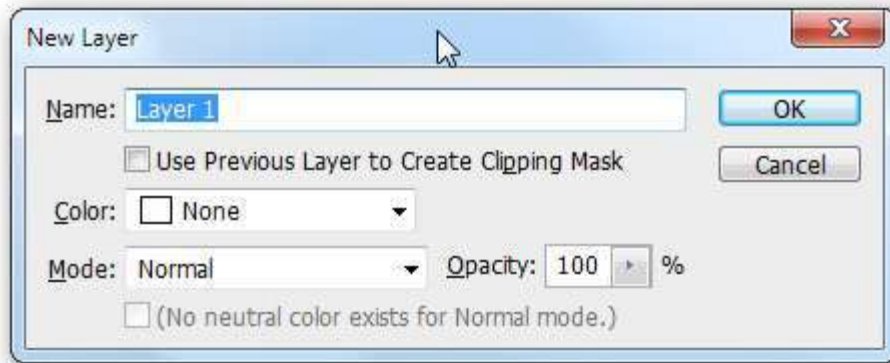 New Layer
Name: Layer 1
OK
Use Previous Layer to Create Clipping Mask
Cancel
Color: None
Mode: Normal Opacity: 100 %
(No neutral color exists for Normal mode.)